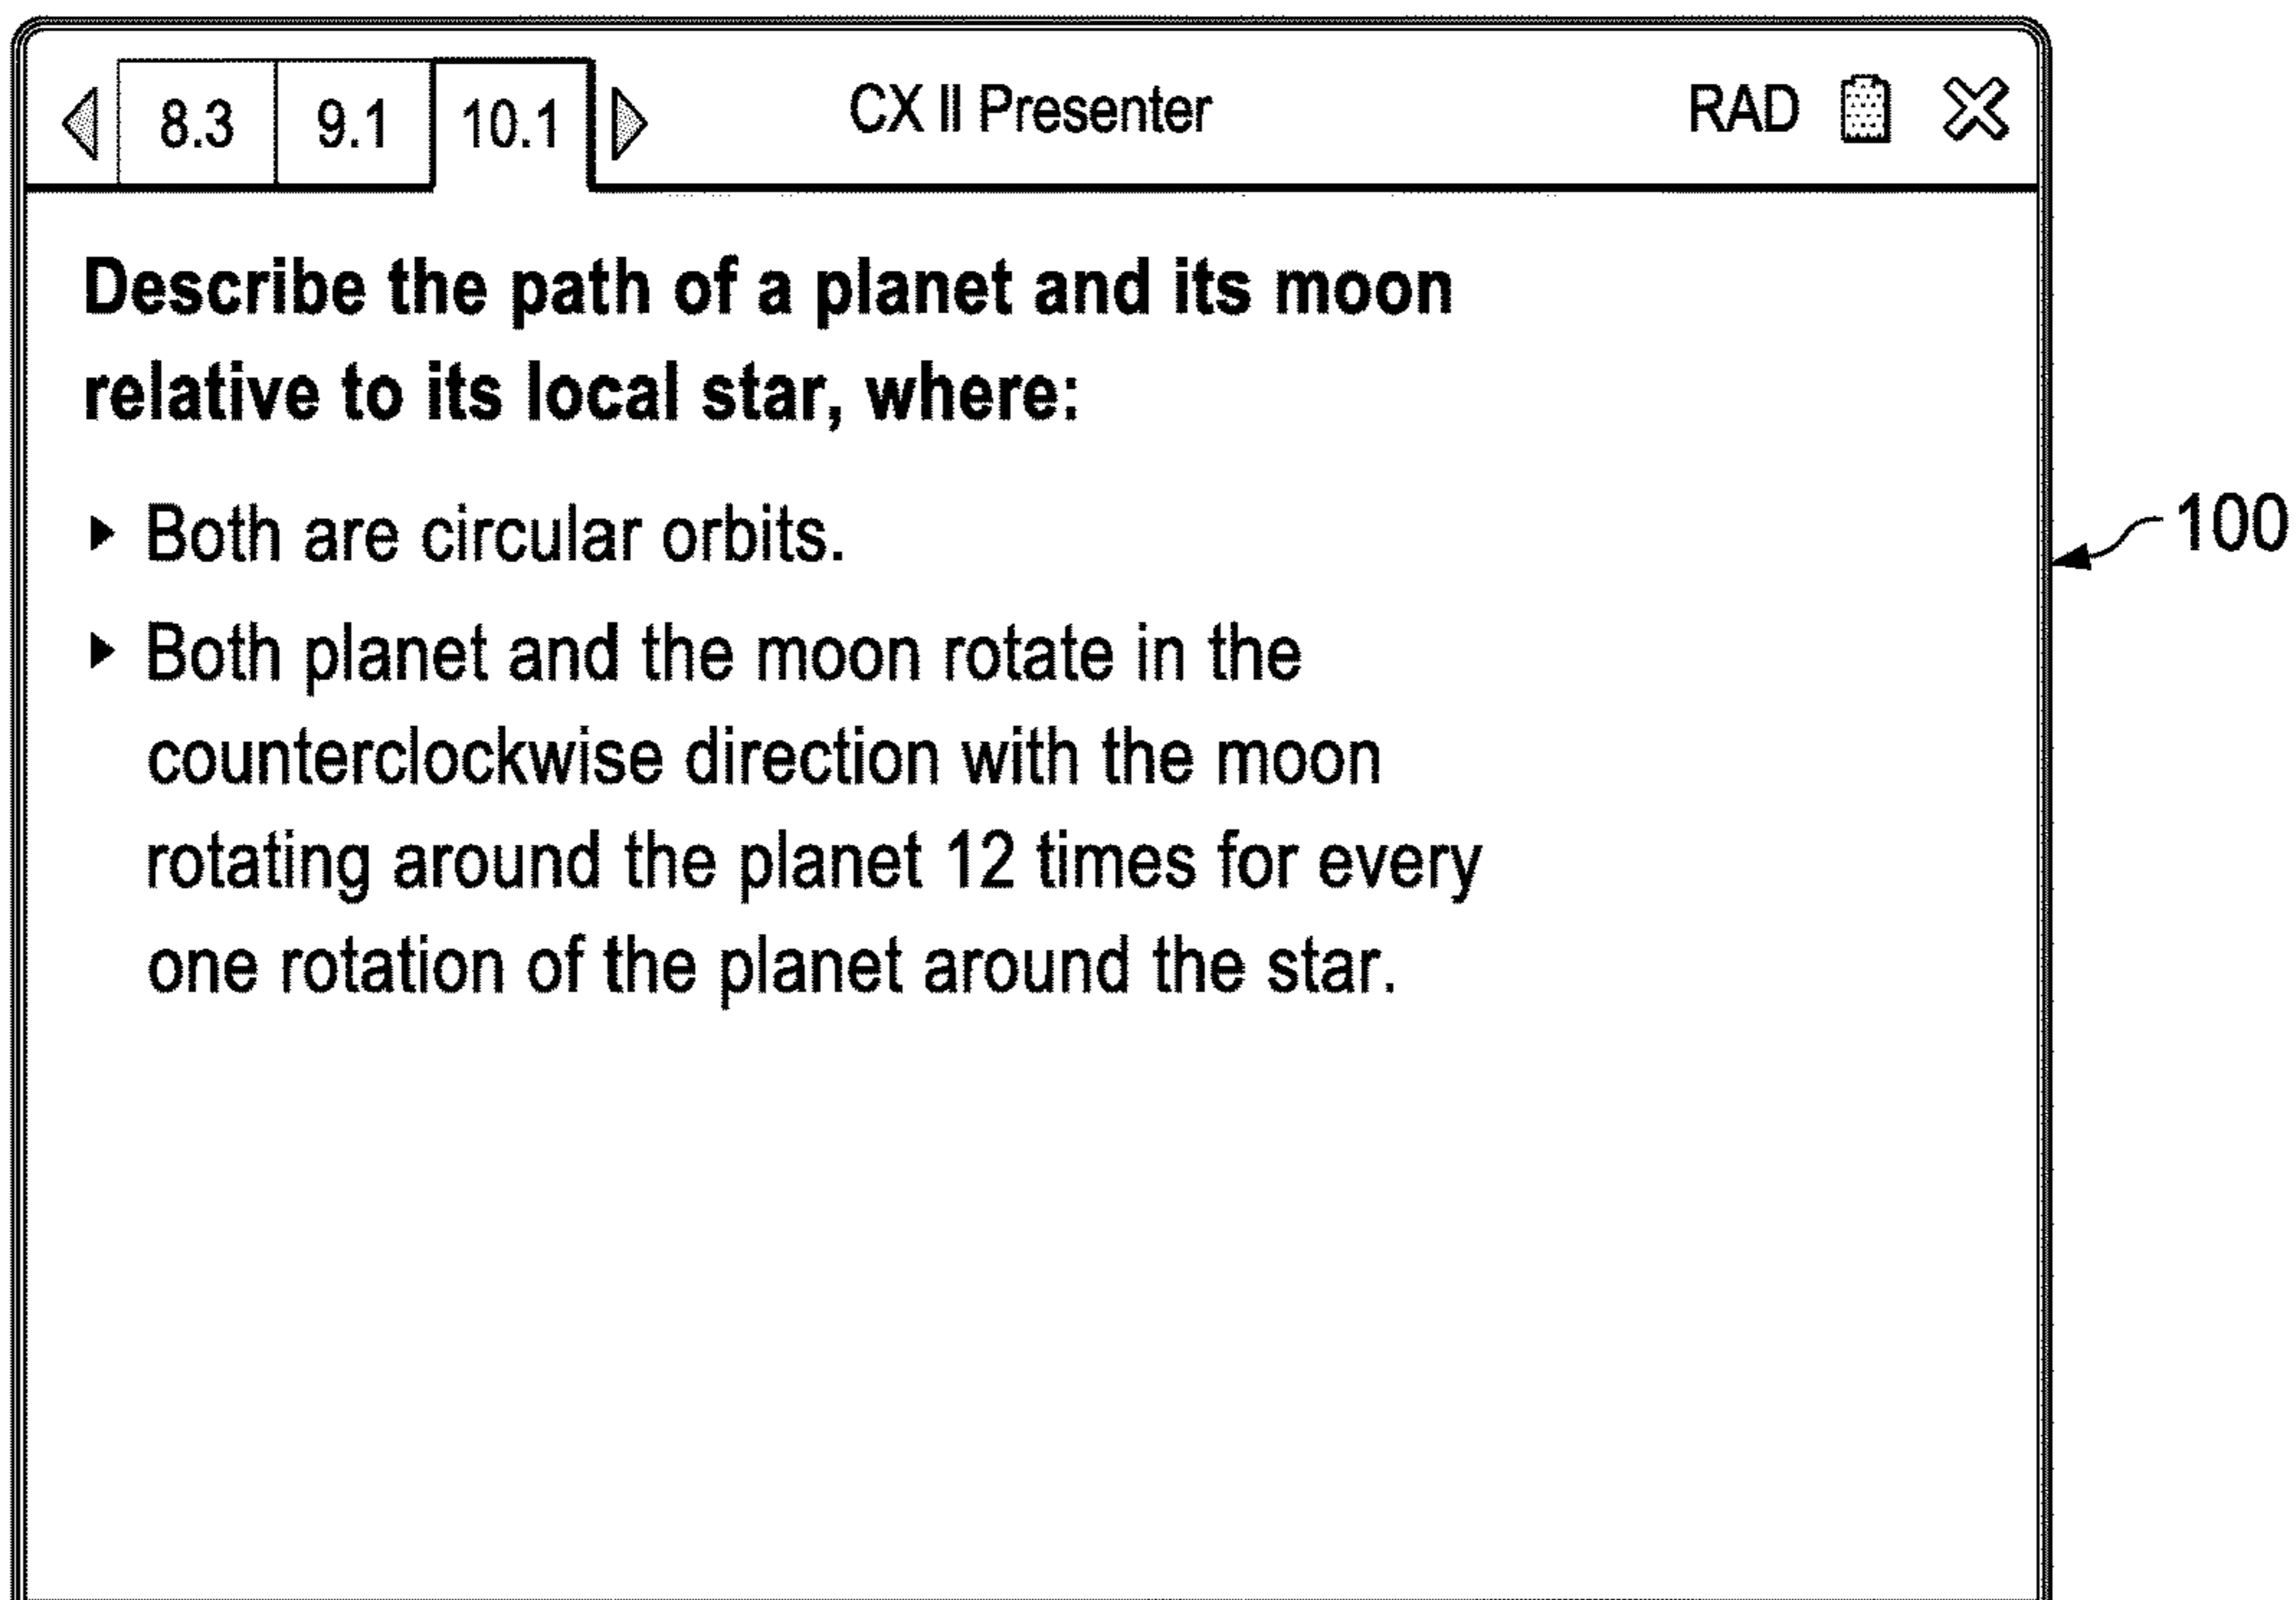 8.3 9.1 10.1 CX II Presenter RAD
Describe the path of a planet and its moon
relative to its local star, where:
Both are circular orbits.
100
Both planet and the moon rotate in the
counterclockwise direction with the moon
rotating around the planet 12 times for every
one rotation of the planet around the star.